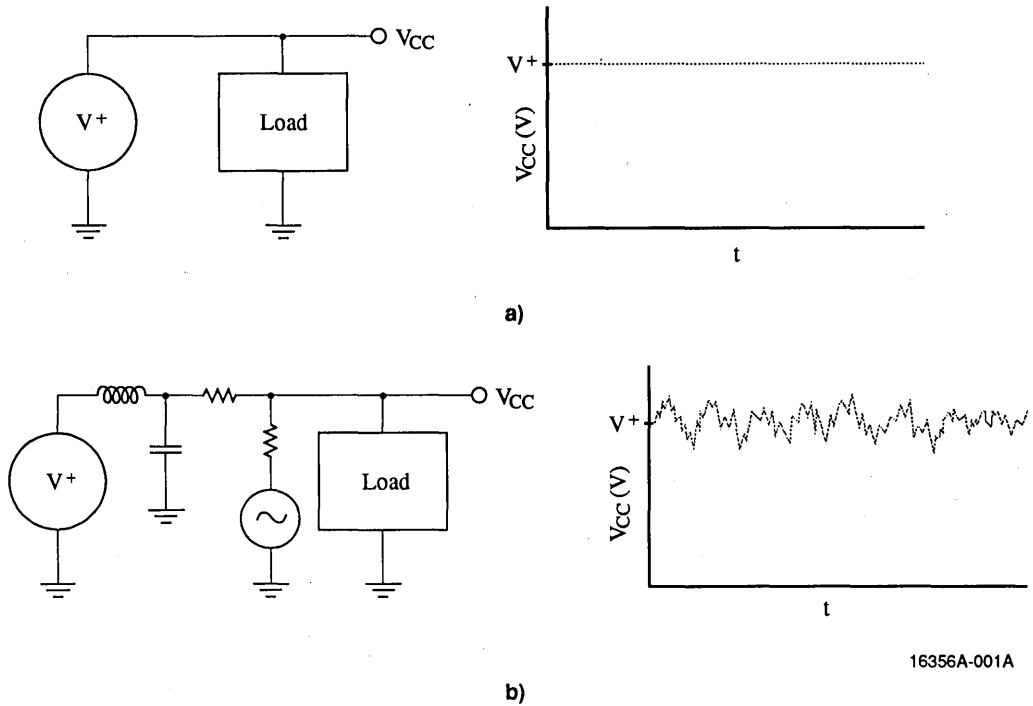 V+
Load
VCC
V+
VCC (V)
t
a)
V+
Load
VCC
V+
VCC (V)
t
16356A-001A
b)